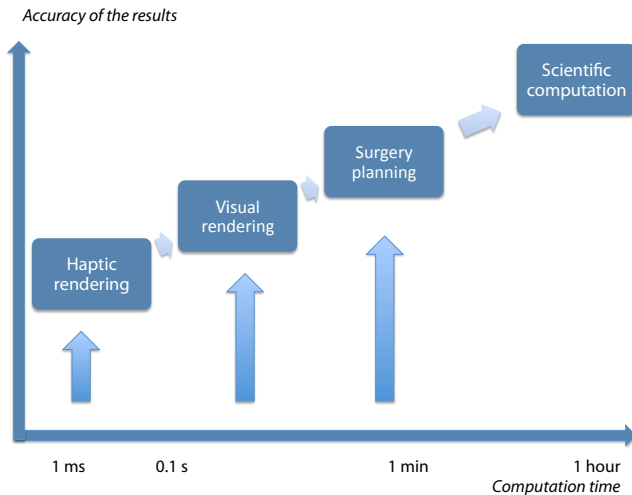 Accuracy of the results
Scientific
computation
Surgery
planning
Visual
rendering
Haptic
rendering
1 ms
0.1 s
1 min
1 hour
Computation time